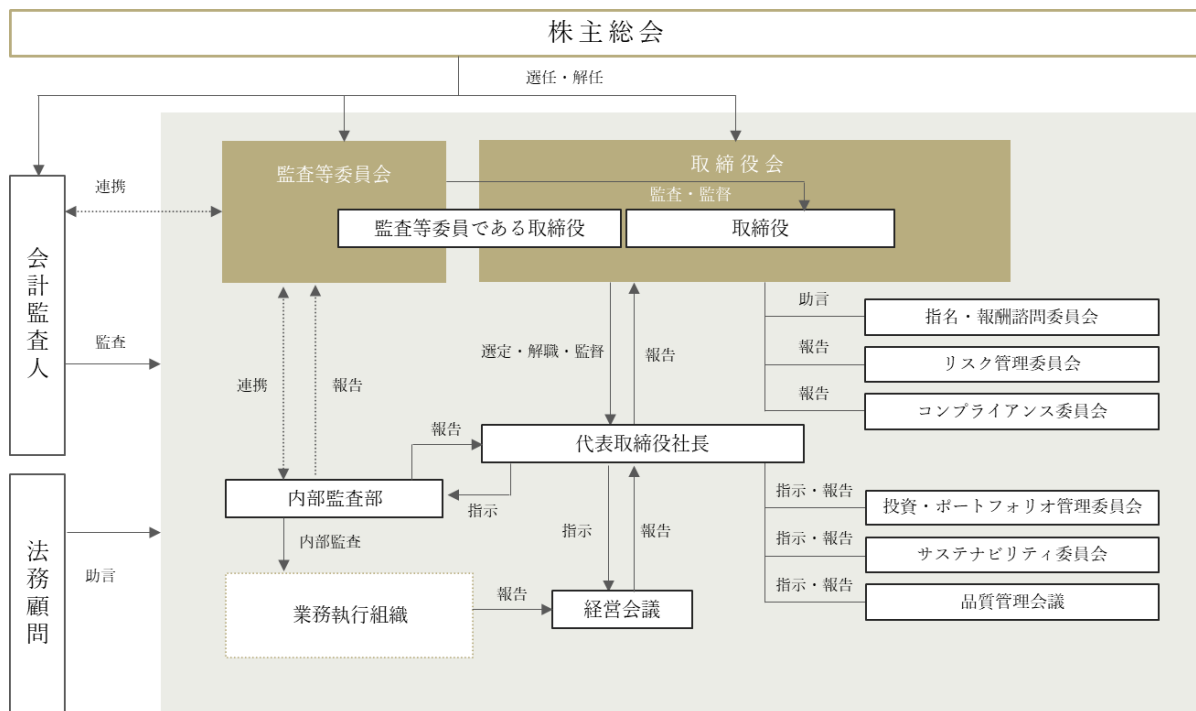 株主総会
選任・解任
監査等委員会
取締役会
連携
監査・監督
監査等委員である取締役
取締役
会計監査人
助言
指名・報酬諮問委員会
監査
選定・解職・監督
報告
報告
リスク管理委員会
連携
報告
報告
コンプライアンス委員会
報告
代表取締役社長
内部監査部
指示
指示・報告
投資・ポートフォリオ管理委員会
内部監査
指示
報告
指示・報告
サステナビリティ委員会
法務顧問
助言
業務執行組織
報告
経営会議
指示・報告
品質管理会議